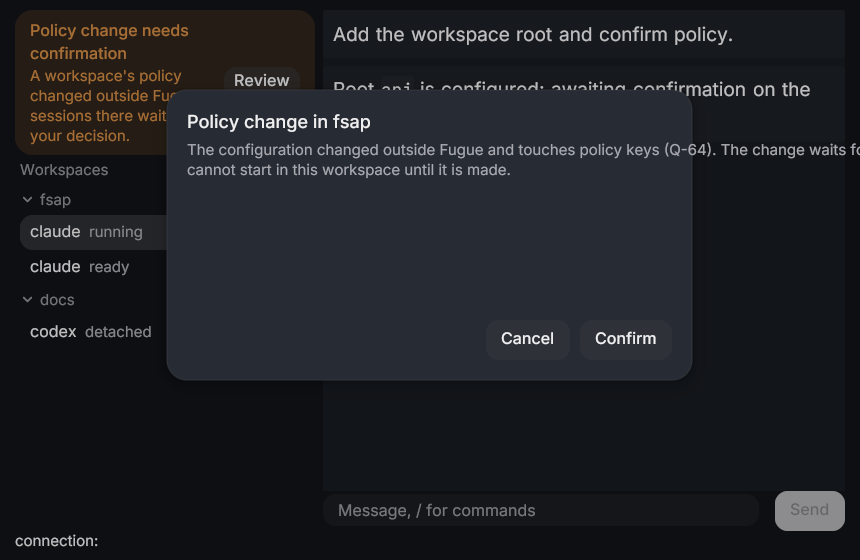 Policy change needs
confirmation
A workspace's policy
changed outside Fug
sessions there wait
your decision.
Review
Add the workspace root and confirm policy.
Root api is configured; awaiting confirmation on the
Policy change in fsap
The configuration changed outside Fugue and touches policy keys (Q-64). The change waits fo
cannot start in this workspace until it is made.
Cancel
Confirm
Workspaces
fsap
claude running
claude ready
docs
codex detached
Message, / for commands
Send
connection: